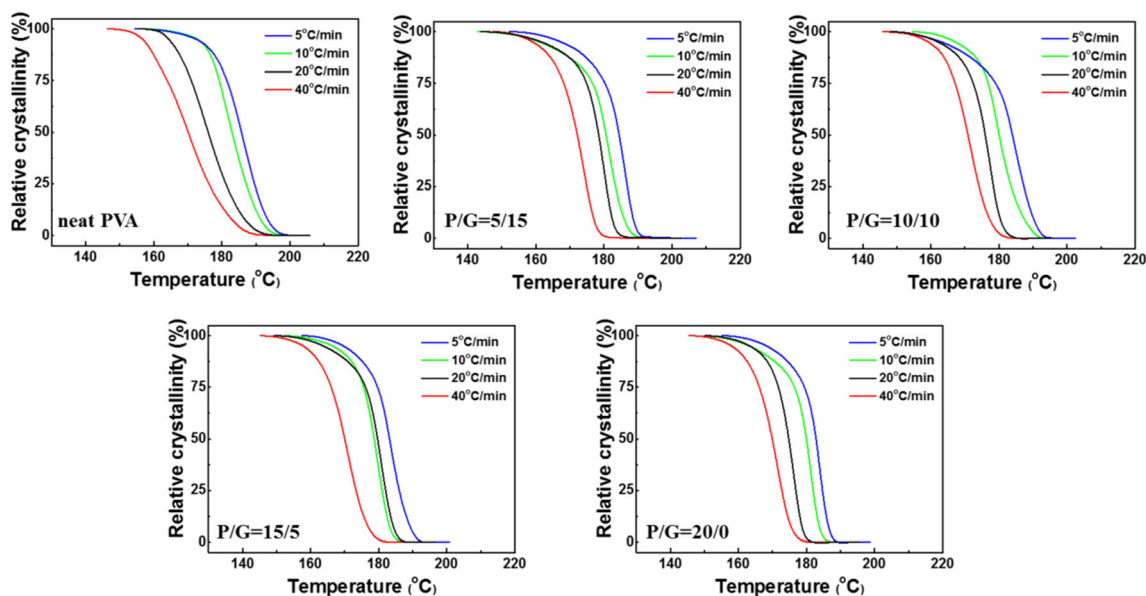 Relative crystallinity (%)
100
75
50
25
0
5°C/min
10°C/min
20°C/min
40°C/min
neat PVA
140 160 180 200 220
Temperature (°C)
Relative crystallinity (%)
100
75
50
25
0
5°C/min
10°C/min
20°C/min
40°C/min
P/G=5/15
140 160 180 200 220
Temperature (°C)
Relative crystallinity (%)
100
75
50
25
0
5°C/min
10°C/min
20°C/min
40°C/min
P/G=10/10
140 160 180 200 220
Temperature (°C)
Relative crystallinity (%)
100
75
50
25
0
5°C/min
10°C/min
20°C/min
40°C/min
P/G=15/5
140 160 180 200 220
Temperature (°C)
Relative crystallinity (%)
100
75
50
25
0
5°C/min
10°C/min
20°C/min
40°C/min
P/G=20/0
140 160 180 200 220
Temperature (°C)